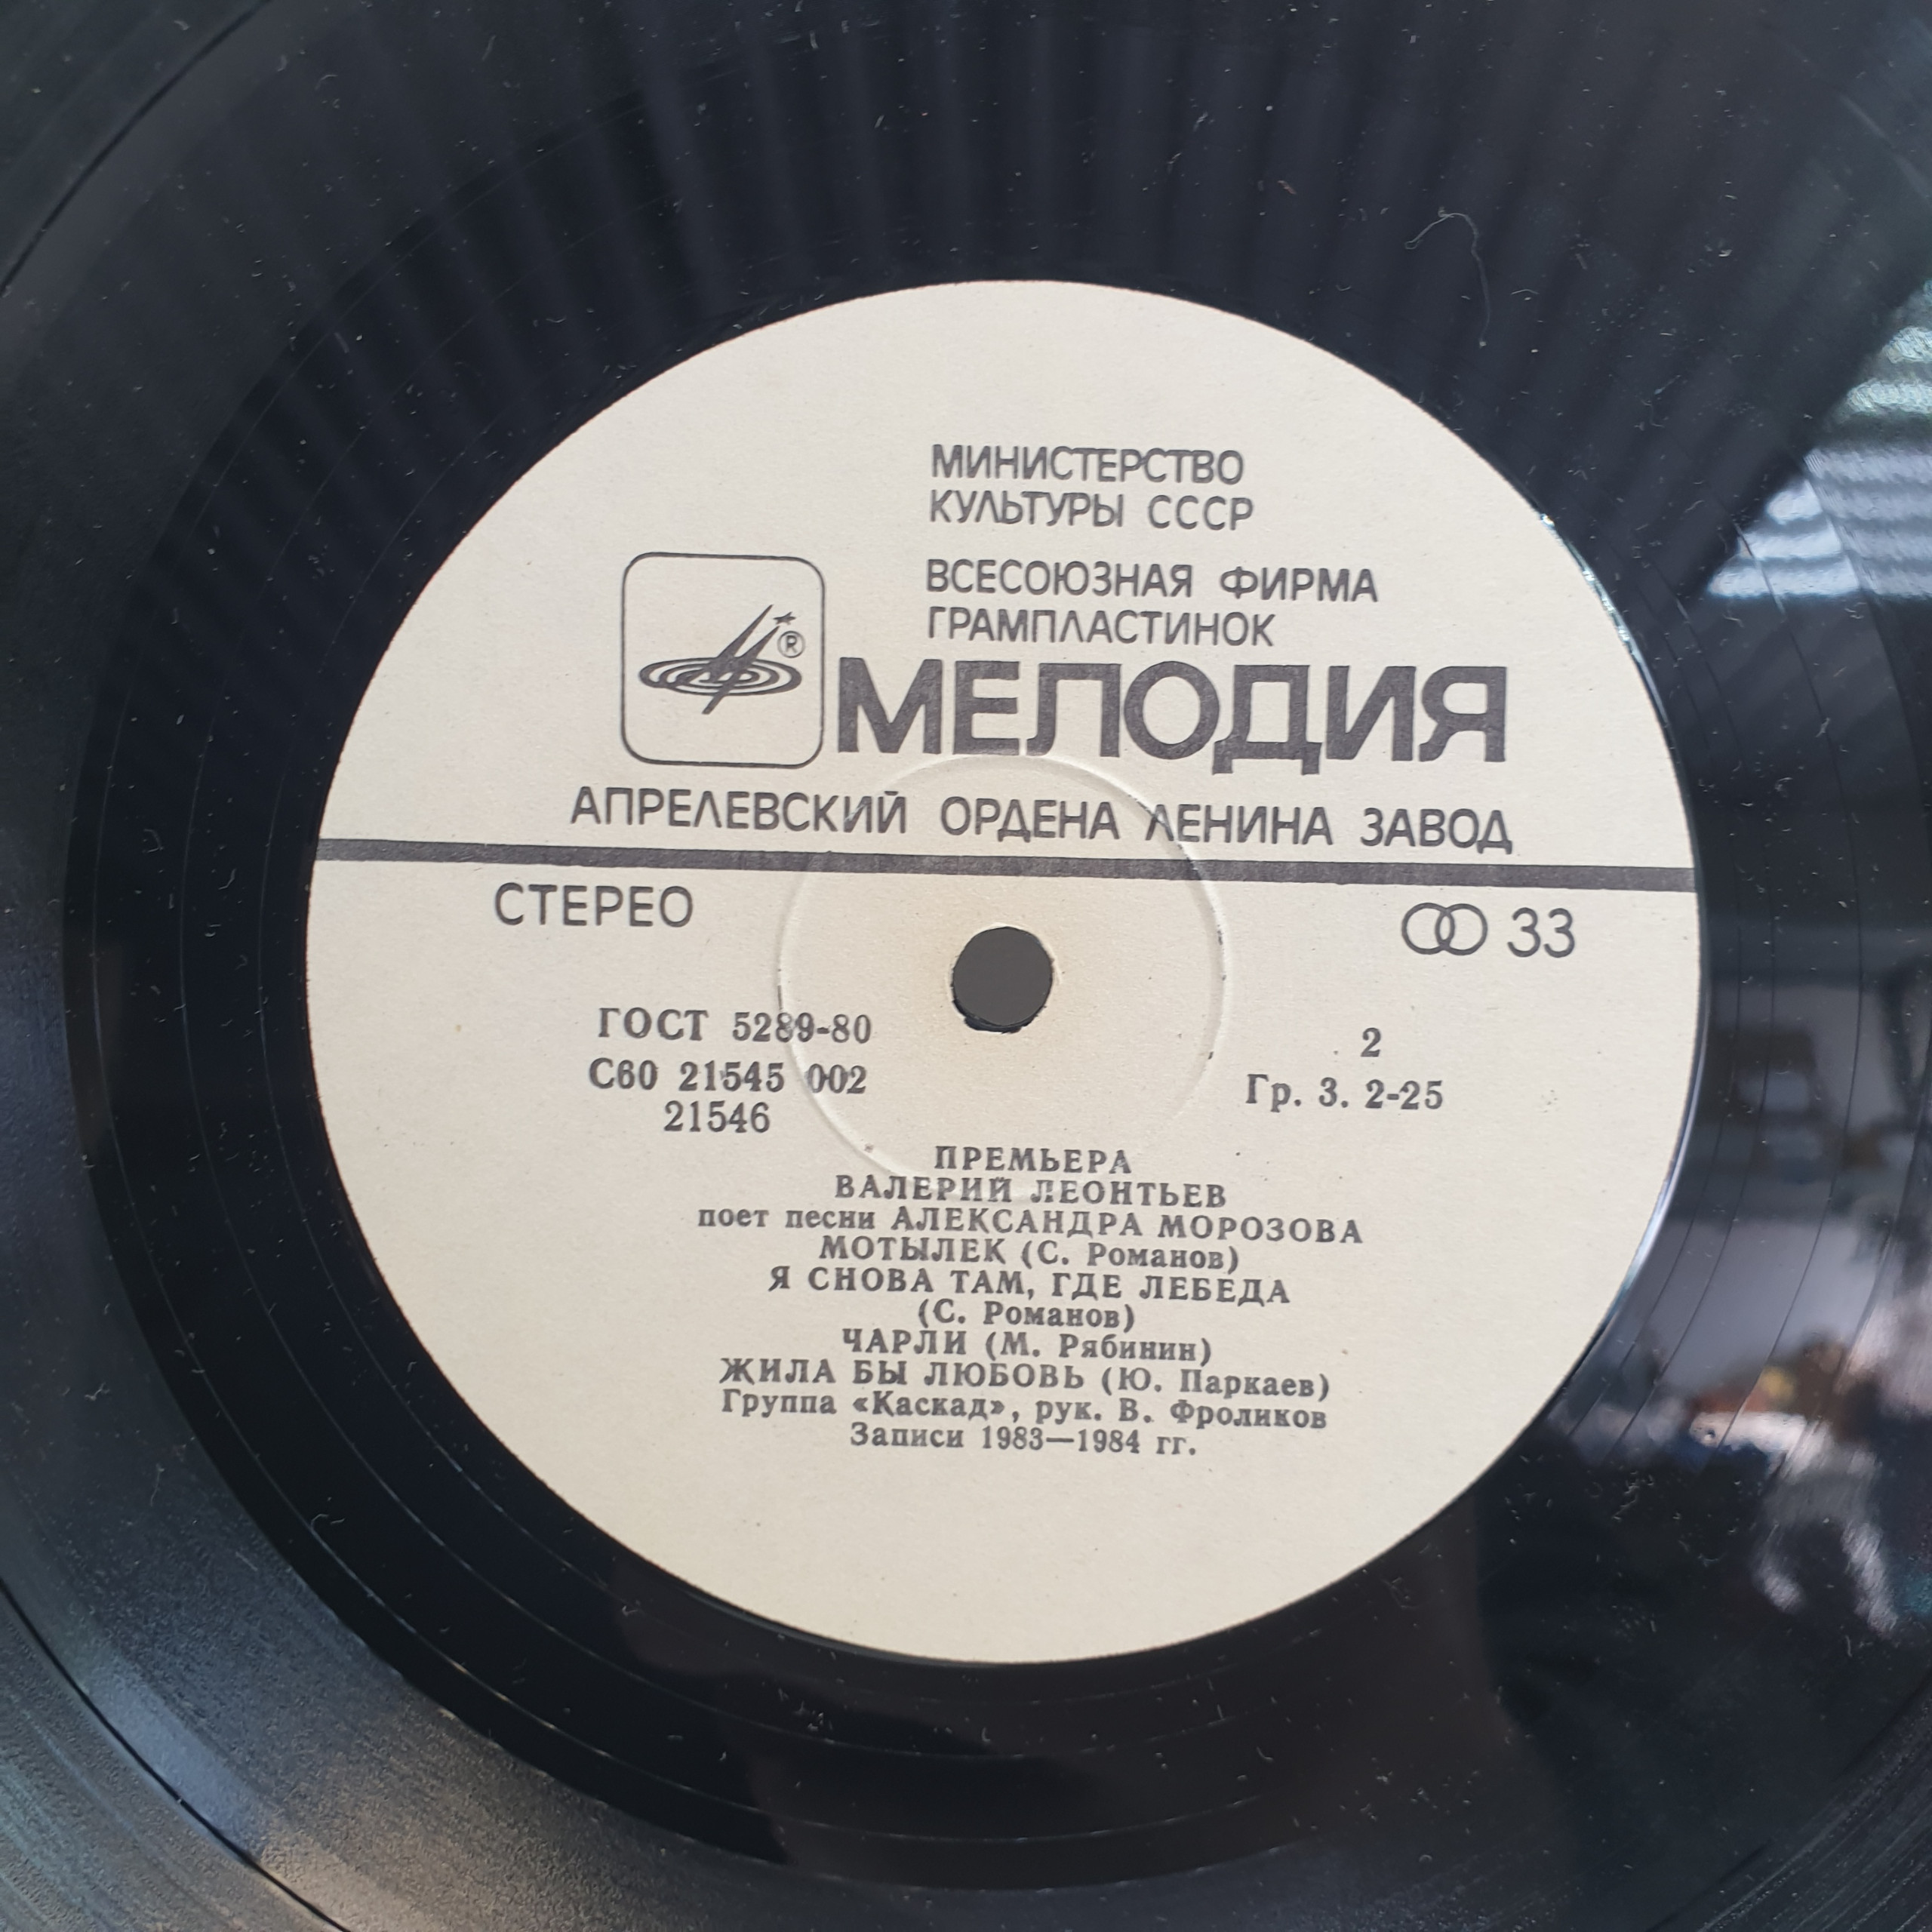 МИНИСТЕРСТВО
КУЛЬТУРЫ СССР
ВСЕСОЮЗНАЯ ФИРМА
ГРАМПЛАСТИНОК
®
МЕЛОДИЯ
АПРЕЛЕВСКИЙ ОРДЕНА ЛЕНИНА ЗАВОД
СТЕРЕО
33
ГОСТ 5289-80
С60 21545 002
21546
2
Гр. 3. 2-25
ПРЕМЬЕРА
ВАЛЕРИЙ ЛЕОНТЬЕВ
поет песни АЛЕКСАНДРА МОРОЗОВА
МОТЫЛЕК (С. Романов)
Я СНОВА ТАМ, ГДЕ ЛЕБЕДА
(С. Романов)
ЧАРЛИ (М. Рябинин)
ЖИЛА БЫ ЛЮБОВЬ (Ю. Паркаев)
Группа «Каскад», рук. В. Фроликов
Записи 1983—1984 гг.